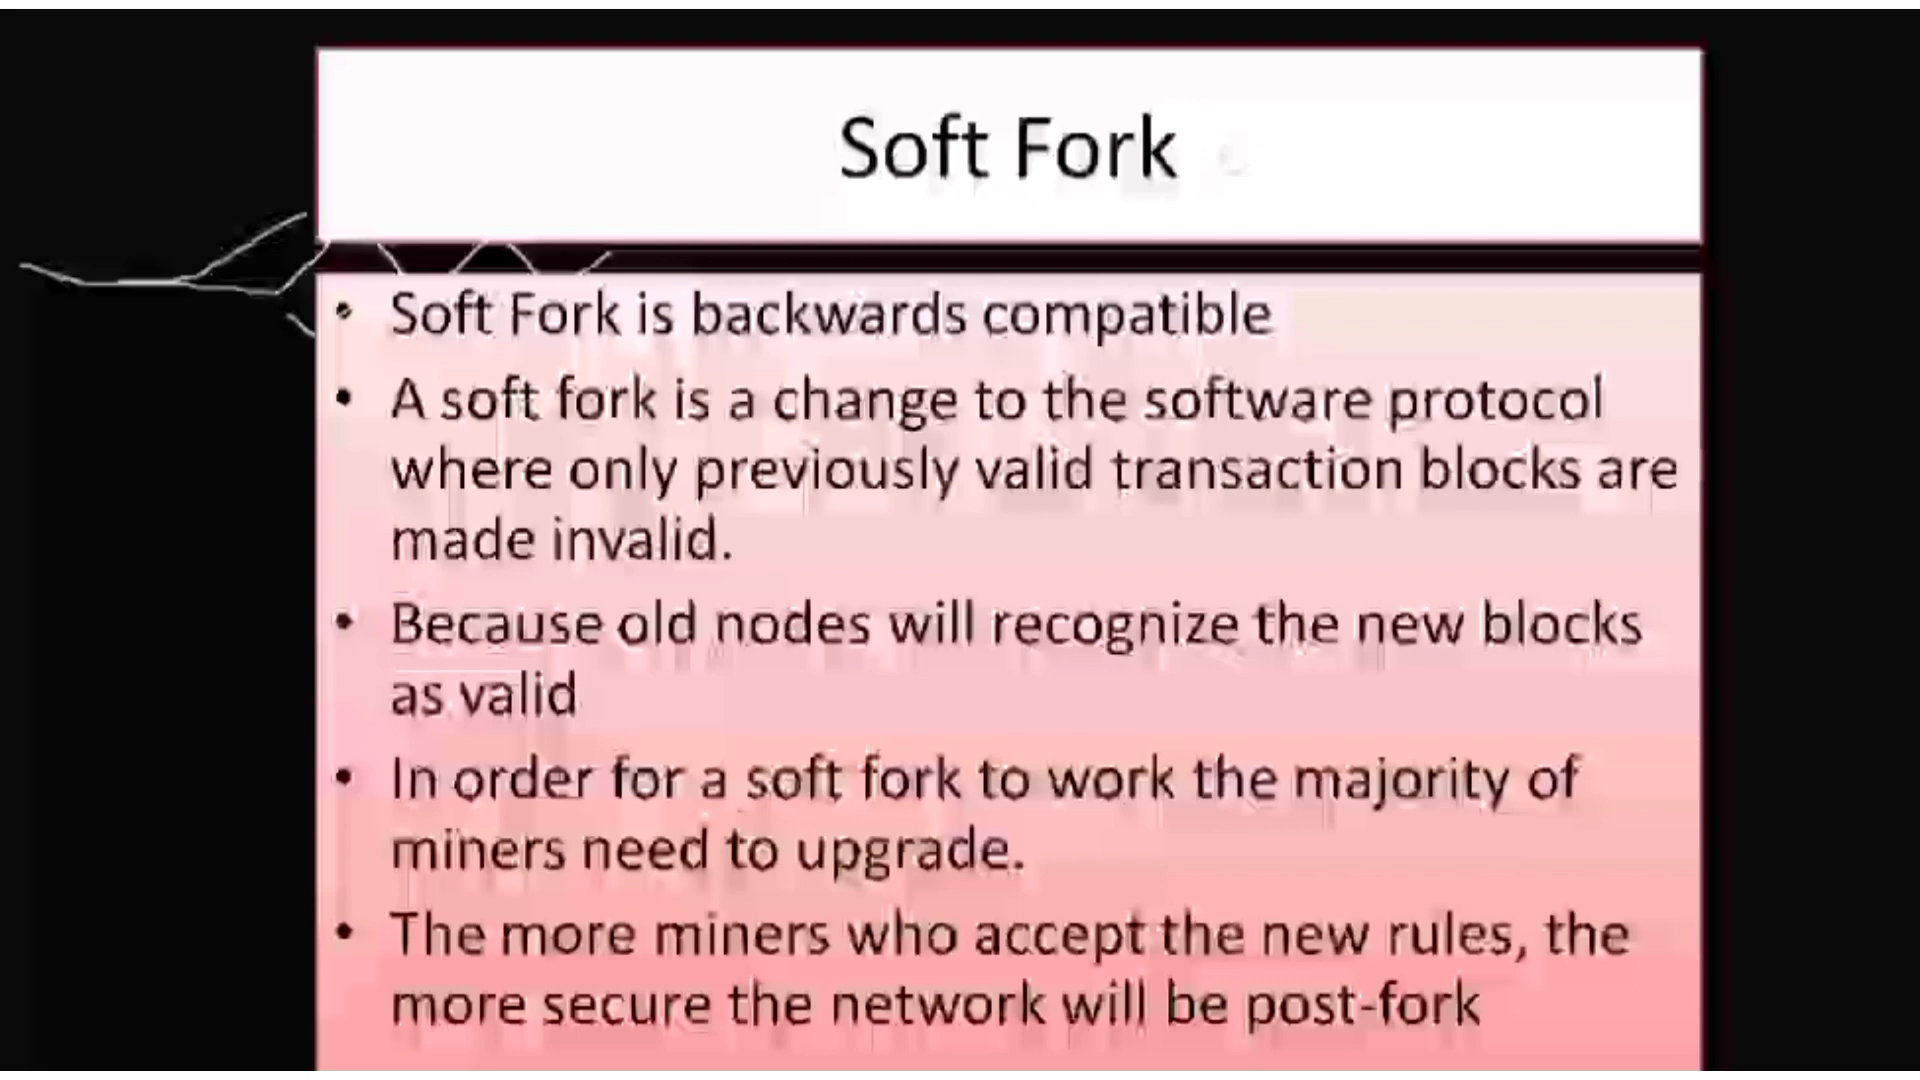 Soft Fork
• Soft Fork is backwards compatible
• A soft fork is a change to the software protocol
where only previously valid transaction blocks are
made invalid.
• Because old nodes will recognize the new blocks
as valid
• In order for a soft fork to work the majority of
miners need to upgrade.
• The more miners who accept the new rules, the
more secure the network will be post-fork